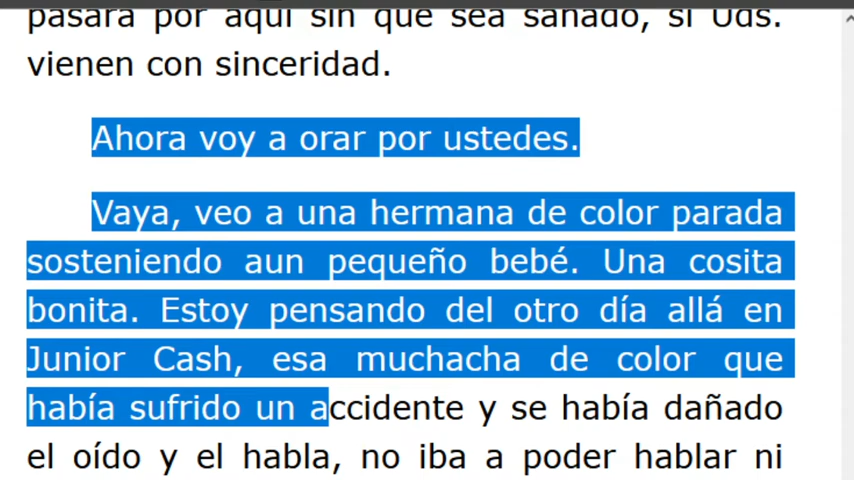 pasará por aquí sin que sea sanado, si Uds.
vienen con sinceridad.
Ahora voy a orar por ustedes.
Vaya, veo a una hermana de color parada
sosteniendo aun pequeño bebé. Una cosita
bonita. Estoy pensando del otro día allá en
Junior Cash, esa muchacha de color que
había sufrido un accidente y se había dañado
el oído y el habla, no iba a poder hablar ni